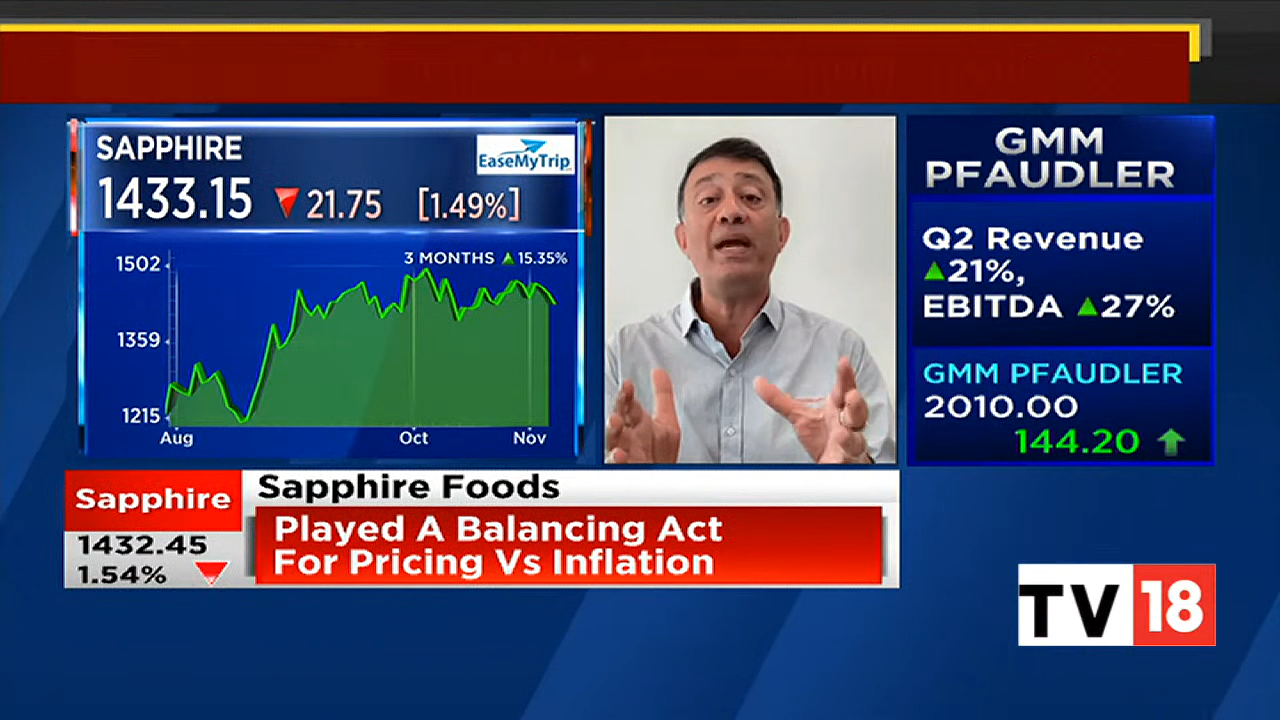 SAPPHIRE
EaseMyTrip
1433.15 ▼ 21.75 [1.49%]
3 MONTHS ▲ 15.35%
1502
1359
1215
Aug Oct Nov
GMM
PFAUDLER
Q2 Revenue
▲21%,
EBITDA ▲27%
GMM PFAUDLER
2010.00
144.20 ↑
Sapphire
1432.45
1.54% ▼
Sapphire Foods
Played A Balancing Act
For Pricing Vs Inflation
TV 18